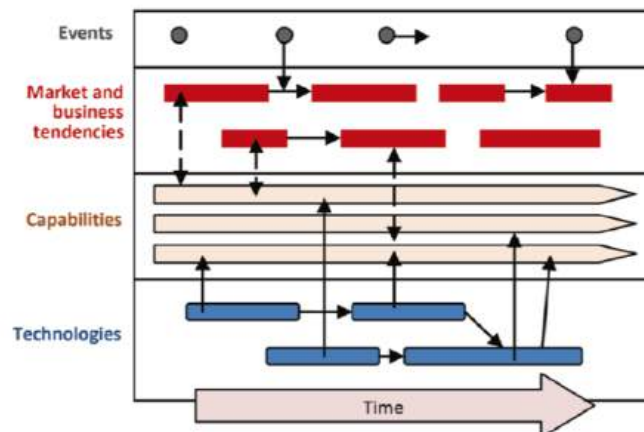 Events
Market and
business
tendencies
Capabilities
Technologies
Time